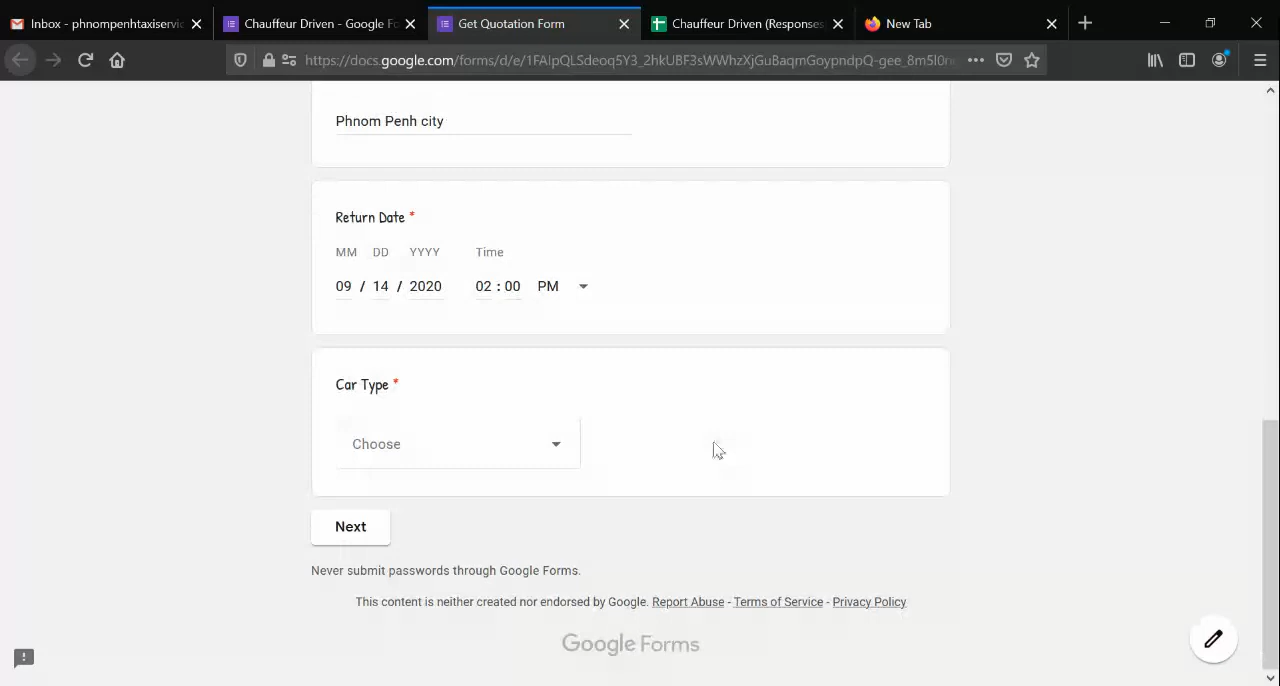 Inbox - phnompenhtaxiservic
Chauffeur Driven - Google Fo
Get Quotation Form
Chauffeur Driven (Responses)
New Tab
https://docs.google.com/forms/d/e/
Phnom Penh city
Return Date *
MM DD YYYY Time
09 / 14 / 2020 02 : 00 PM
Car Type *
Choose
Next
Never submit passwords through Google Forms.
This content is neither created nor endorsed by Google. Report Abuse - Terms of Service - Privacy Policy
Google Forms